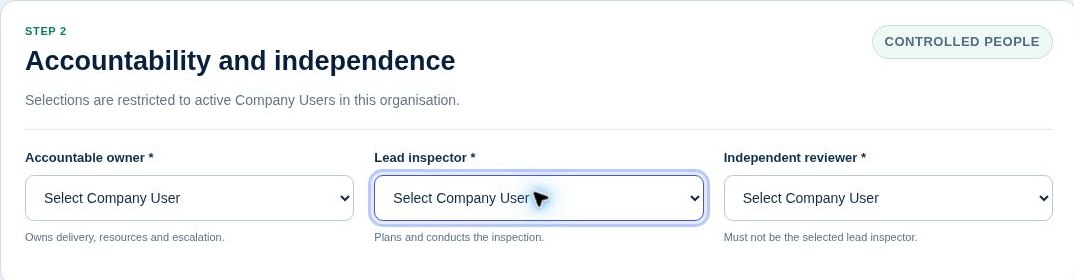 STEP 2
Accountability and independence
CONTROLLED PEOPLE
Selections are restricted to active Company Users in this organisation.
Accountable owner *
Lead inspector *
Independent reviewer *
Select Company User
Select Company User
Select Company User
Owns delivery, resources and escalation.
Plans and conducts the inspection.
Must not be the selected lead inspector.